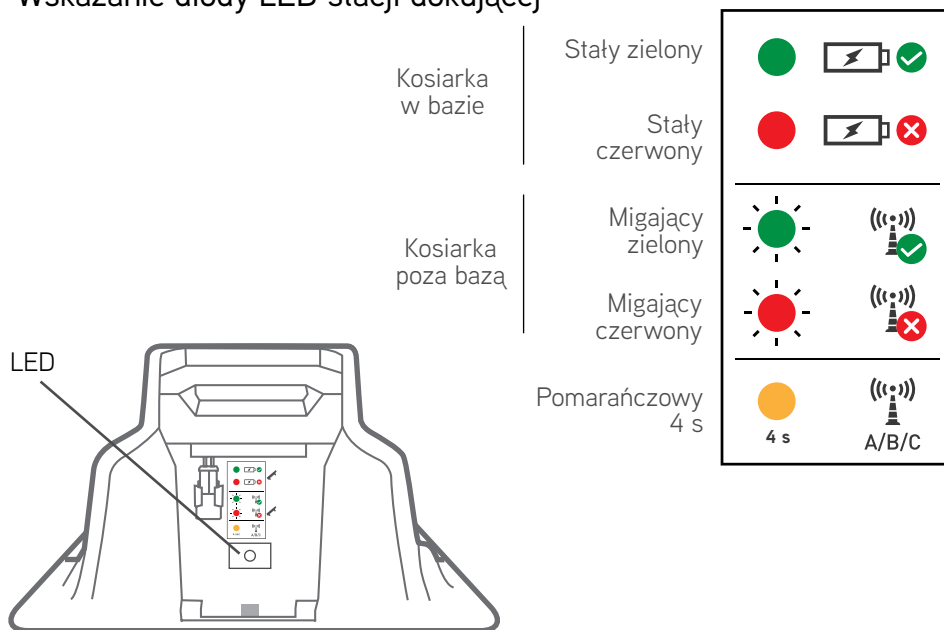 Wskazanie diody LED stacji dokującej
Kosiarka
w bazie
Stały zielony
Stały
czerwony
Kosiarka
poza bazą
Migający
zielony
Migający
czerwony
LED
Pomarańczowy
4 s
4 s
A/B/C